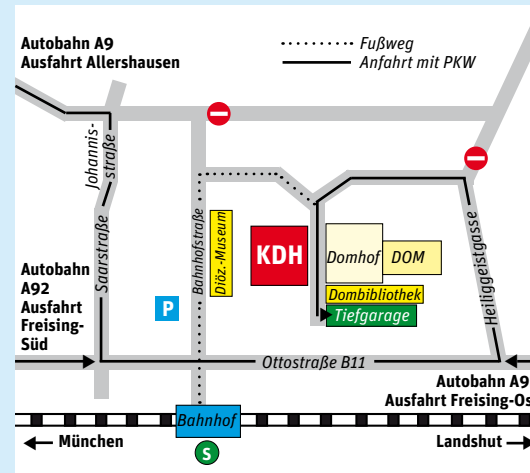 Autobahn A9
Ausfahrt Allershausen
Fußweg
Anfahrt mit PKW
Johannis-
straße
Saarstraße
Bahnhofstraße
Diöz.-Museum
KDH
Domhof
DOM
Dombibliothek
Tiefgarage
Heiliggeistgasse
P
Autobahn
A92
Ausfahrt
Freising-
Süd
Ottostraße B11
Autobahn A9
Ausfahrt Freising-Os
Bahnhof
München
Landshut
S